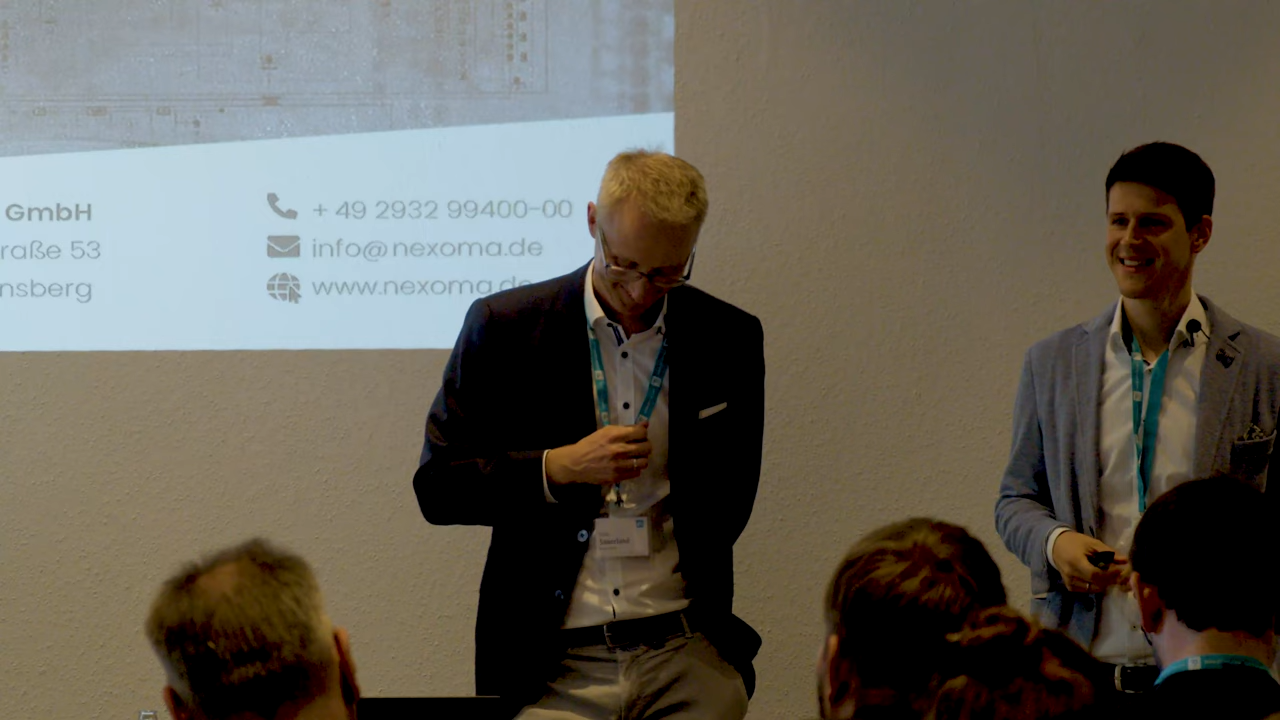 GmbH
raße 53
nsberg
+ 49 2932 99400-00
info@nexoma.de
www.nexoma.de